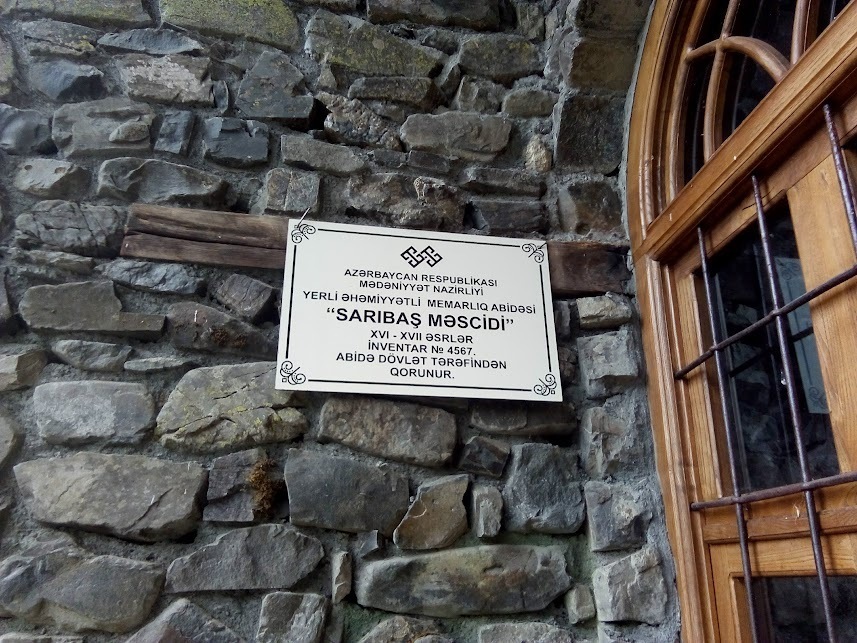 AZƏRBAYCAN RESPUBLİKASI
MƏDƏNİYYƏT NAZİRLİYİ
YERLİ ƏHƏMİYYƏTLİ MEMARLIQ ABİDƏSİ
“SARIBAŞ MƏSCİDİ”
XVI - XVII ƏSRLƏR
İNVENTAR № 4567.
ABİDƏ DÖVLƏT TƏRƏFİNDƏN
QORUNUR.